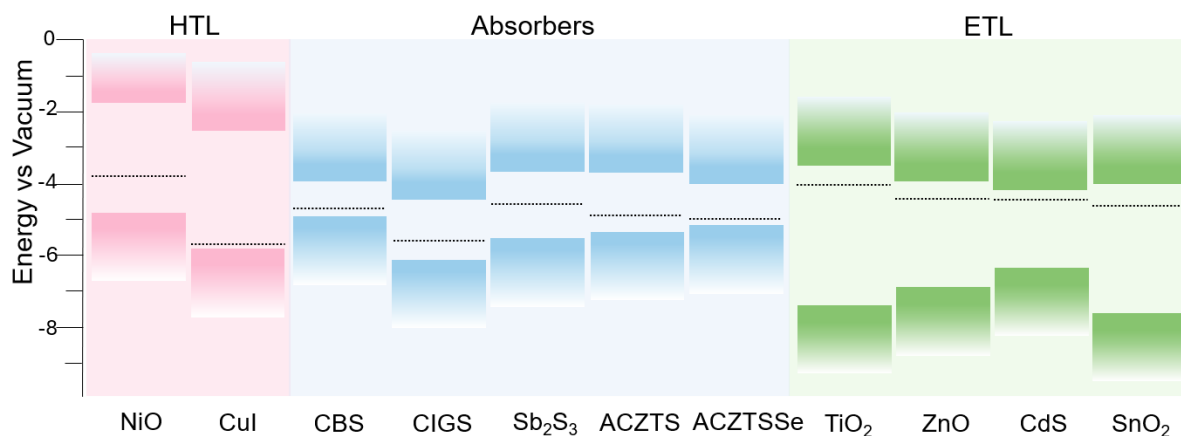 HTL Absorbers ETL
Energy vs Vacuum
0
-2
-4
-6
-8
NiO CuI CBS CIGS Sb₂S₃ ACZTS ACZTSSe TiO₂ ZnO CdS SnO₂